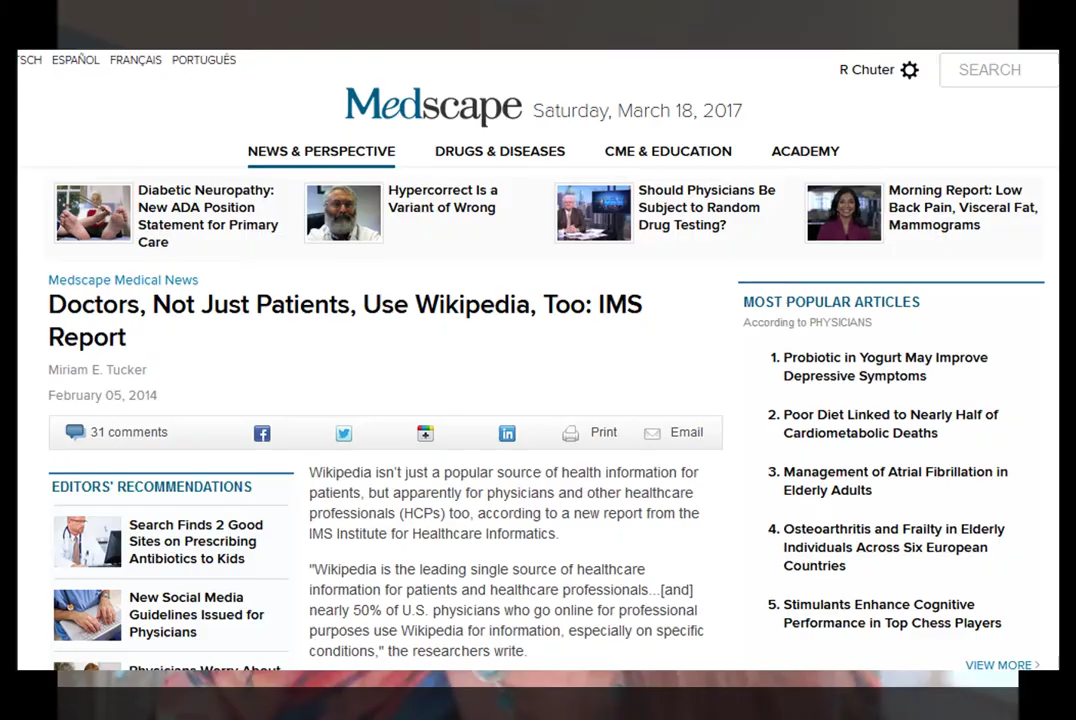 TSCH ESPAÑOL FRANÇAIS PORTUGUÊS
R Chuter
SEARCH
Medscape Saturday, March 18, 2017
NEWS & PERSPECTIVE DRUGS & DISEASES CME & EDUCATION ACADEMY
Diabetic Neuropathy:
New ADA Position
Statement for Primary
Care
Hypercorrect Is a
Variant of Wrong
Should Physicians Be
Subject to Random
Drug Testing?
Morning Report: Low
Back Pain, Visceral Fat,
Mammograms
Medscape Medical News
Doctors, Not Just Patients, Use Wikipedia, Too: IMS
Report
Miriam E. Tucker
February 05, 2014
31 comments
Print
Email
EDITORS' RECOMMENDATIONS
Search Finds 2 Good
Sites on Prescribing
Antibiotics to Kids
New Social Media
Guidelines Issued for
Physicians
Physicians Worry About
Wikipedia isn't just a popular source of health information for
patients, but apparently for physicians and other healthcare
professionals (HCPs) too, according to a new report from the
IMS Institute for Healthcare Informatics.
"Wikipedia is the leading single source of healthcare
information for patients and healthcare professionals...[and]
nearly 50% of U.S. physicians who go online for professional
purposes use Wikipedia for information, especially on specific
conditions," the researchers write.
MOST POPULAR ARTICLES
According to PHYSICIANS
1. Probiotic in Yogurt May Improve
Depressive Symptoms
2. Poor Diet Linked to Nearly Half of
Cardiometabolic Deaths
3. Management of Atrial Fibrillation in
Elderly Adults
4. Osteoarthritis and Frailty in Elderly
Individuals Across Six European
Countries
5. Stimulants Enhance Cognitive
Performance in Top Chess Players
VIEW MORE >